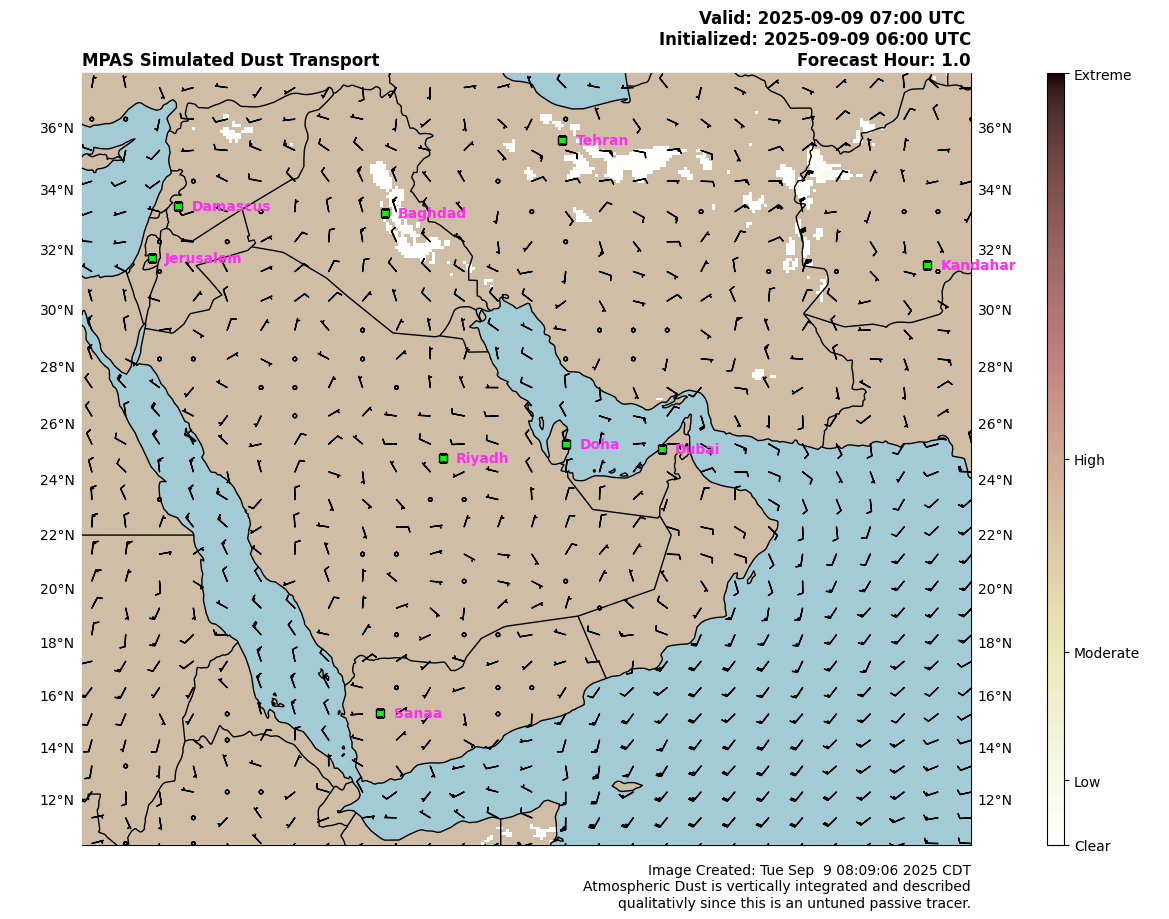 Valid: 2025-09-09 07:00 UTC
Initialized: 2025-09-09 06:00 UTC
MPAS Simulated Dust Transport Forecast Hour: 1.0
Extreme
36°N Tehran 36°N
34°N Damascus Baghdad 34°N
32°N Jerusalem 32°N
Kandahar
30°N 30°N
28°N 28°N
26°N Doha Dubai 26°N
Riyadh High
24°N 24°N
22°N 22°N
20°N 20°N
18°N 18°N
Moderate
16°N Sanaa 16°N
14°N 14°N
12°N 12°N
Low
Clear
Image Created: Tue Sep  9 08:09:06 2025 CDT
Atmospheric Dust is vertically integrated and described
qualitativly since this is an untuned passive tracer.